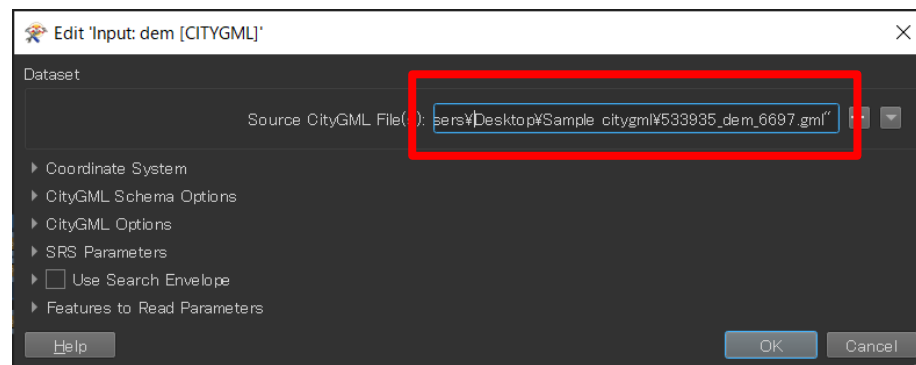 Edit 'Input: dem [CITYGML]'
Dataset
Source CityGML File(s): sers¥Desktop¥Sample citygml¥533935_dem_6697.gml"
Coordinate System
CityGML Schema Options
CityGML Options
SRS Parameters
Use Search Envelope
Features to Read Parameters
Help OK Cancel